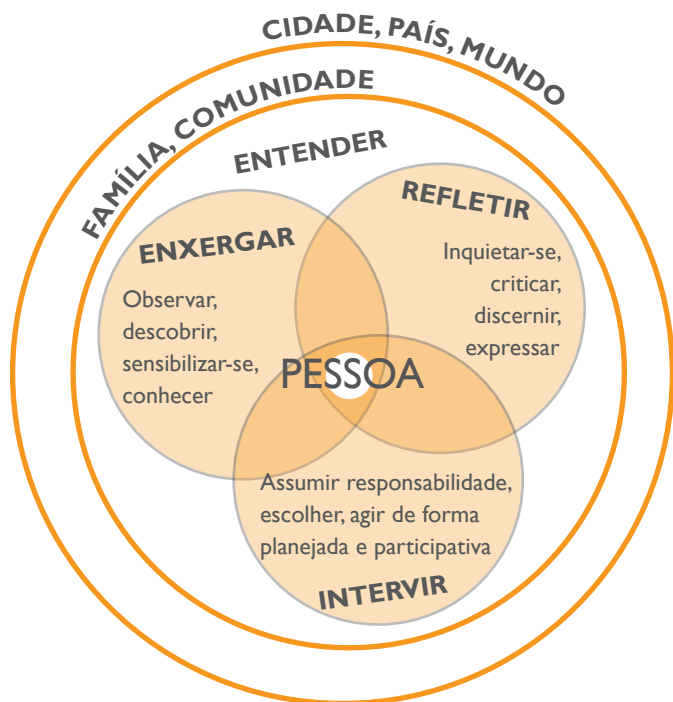 CIDADE, PAÍS, MUNDO
FAMÍLIA, COMUNIDADE
ENTENDER
ENXERGAR
Observar,
descobrir,
sensibilizar-se,
conhecer
REFLETIR
Inquietar-se,
criticar,
discernir,
expressar
PESSOA
Assumir responsabilidade,
escolher, agir de forma
planejada e participativa
INTERVIR